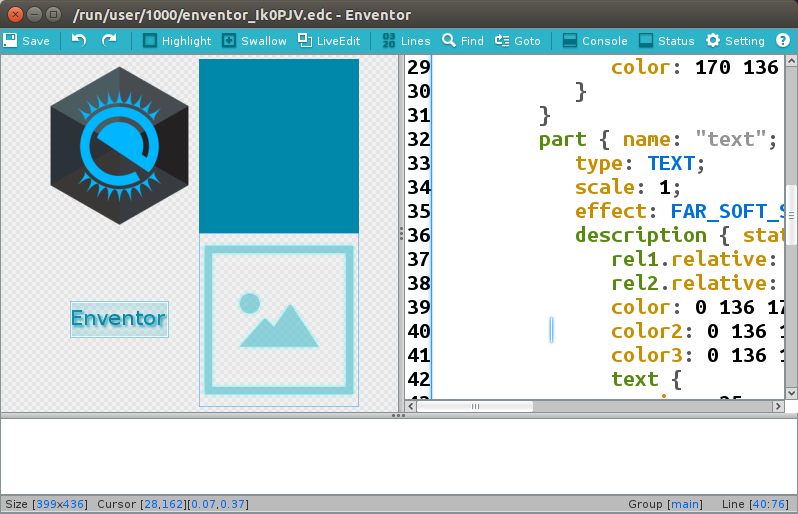 /run/user/1000/enventor_Ik0PJV.edc - Enventor
Save Highlight Swallow LiveEdit 0320 Lines Find Goto Console Status Setting ?
Enventor
29 color: 170 136
30 }
31 }
32 part { name: "text";
33 type: TEXT;
34 scale: 1;
35 effect: FAR_SOFT_S
36 description { stat
37 rel1.relative:
38 rel2.relative:
39 color: 0 136 17
40 color2: 0 136 1
41 color3: 0 136 1
42 text {
Size [399x436] Cursor [28,162][0.07,0.37] Group [main] Line [40:76]